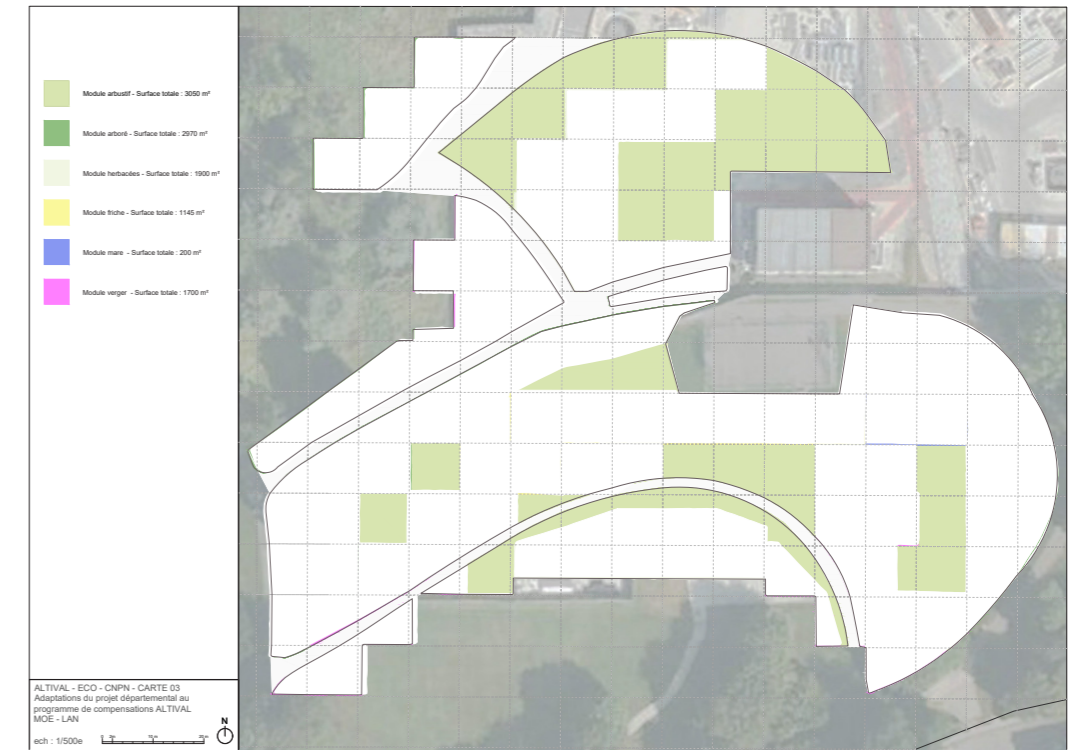 Module arbustif - Surface totale : 3050 m²
Module arboré - Surface totale : 2970 m²
Module herbacées - Surface totale : 1900 m²
Module friche - Surface totale : 1145 m²
Module mare - Surface totale : 200 m²
Module verger - Surface totale : 1700 m²
ALTIVAL - ECO - CNPN - CARTE 03
Adaptations du projet départemental au
programme de compensations ALTIVAL
MOE - LAN
N
ech : 1/500e